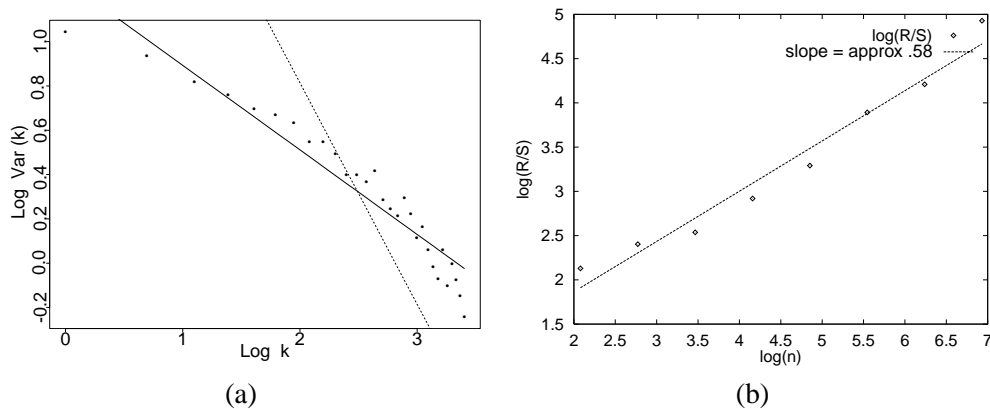 Log Var (k)
1.0
0.8
0.6
0.4
0.2
0.0
-0.2
0 1 2 3
Log k
(a)
log(R/S)
5
4.5
4
3.5
3
2.5
2
1.5
log(R/S)
slope = approx .58
2 2.5 3 3.5 4 4.5 5 5.5 6 6.5 7
log(n)
(b)